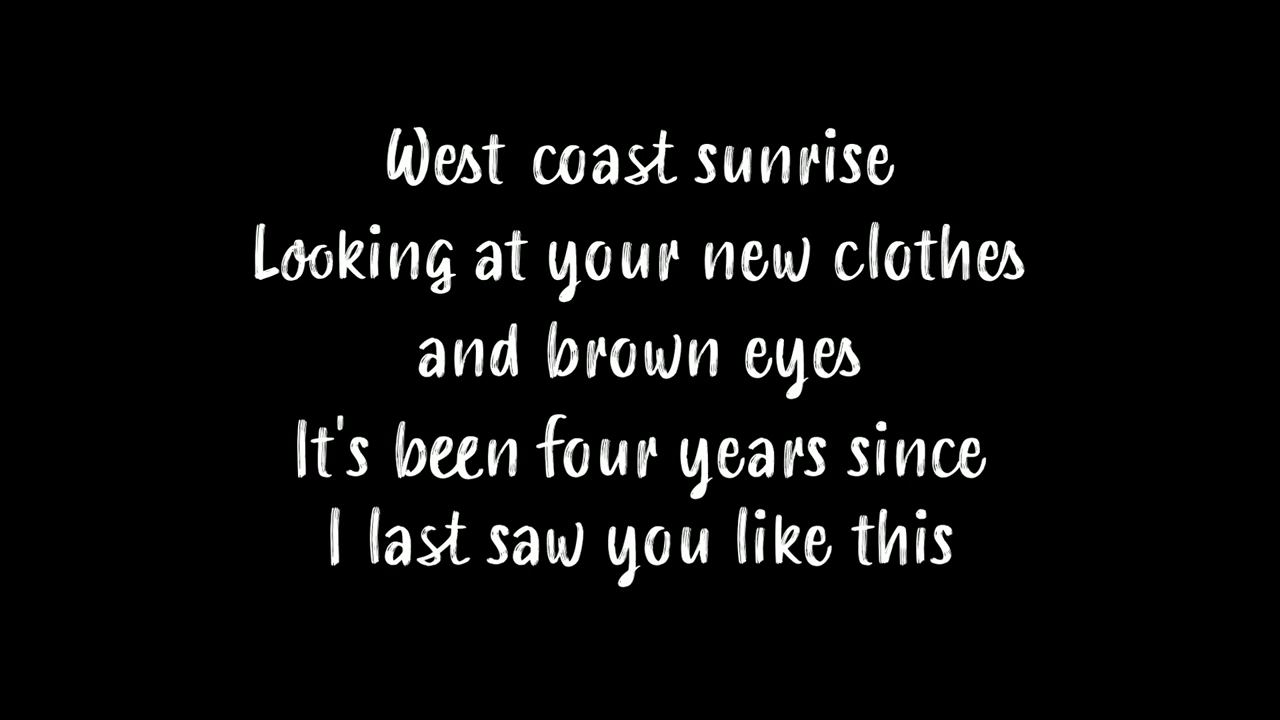 West coast sunrise
Looking at your new clothes
and brown eyes
It's been four years since
I last saw you like this